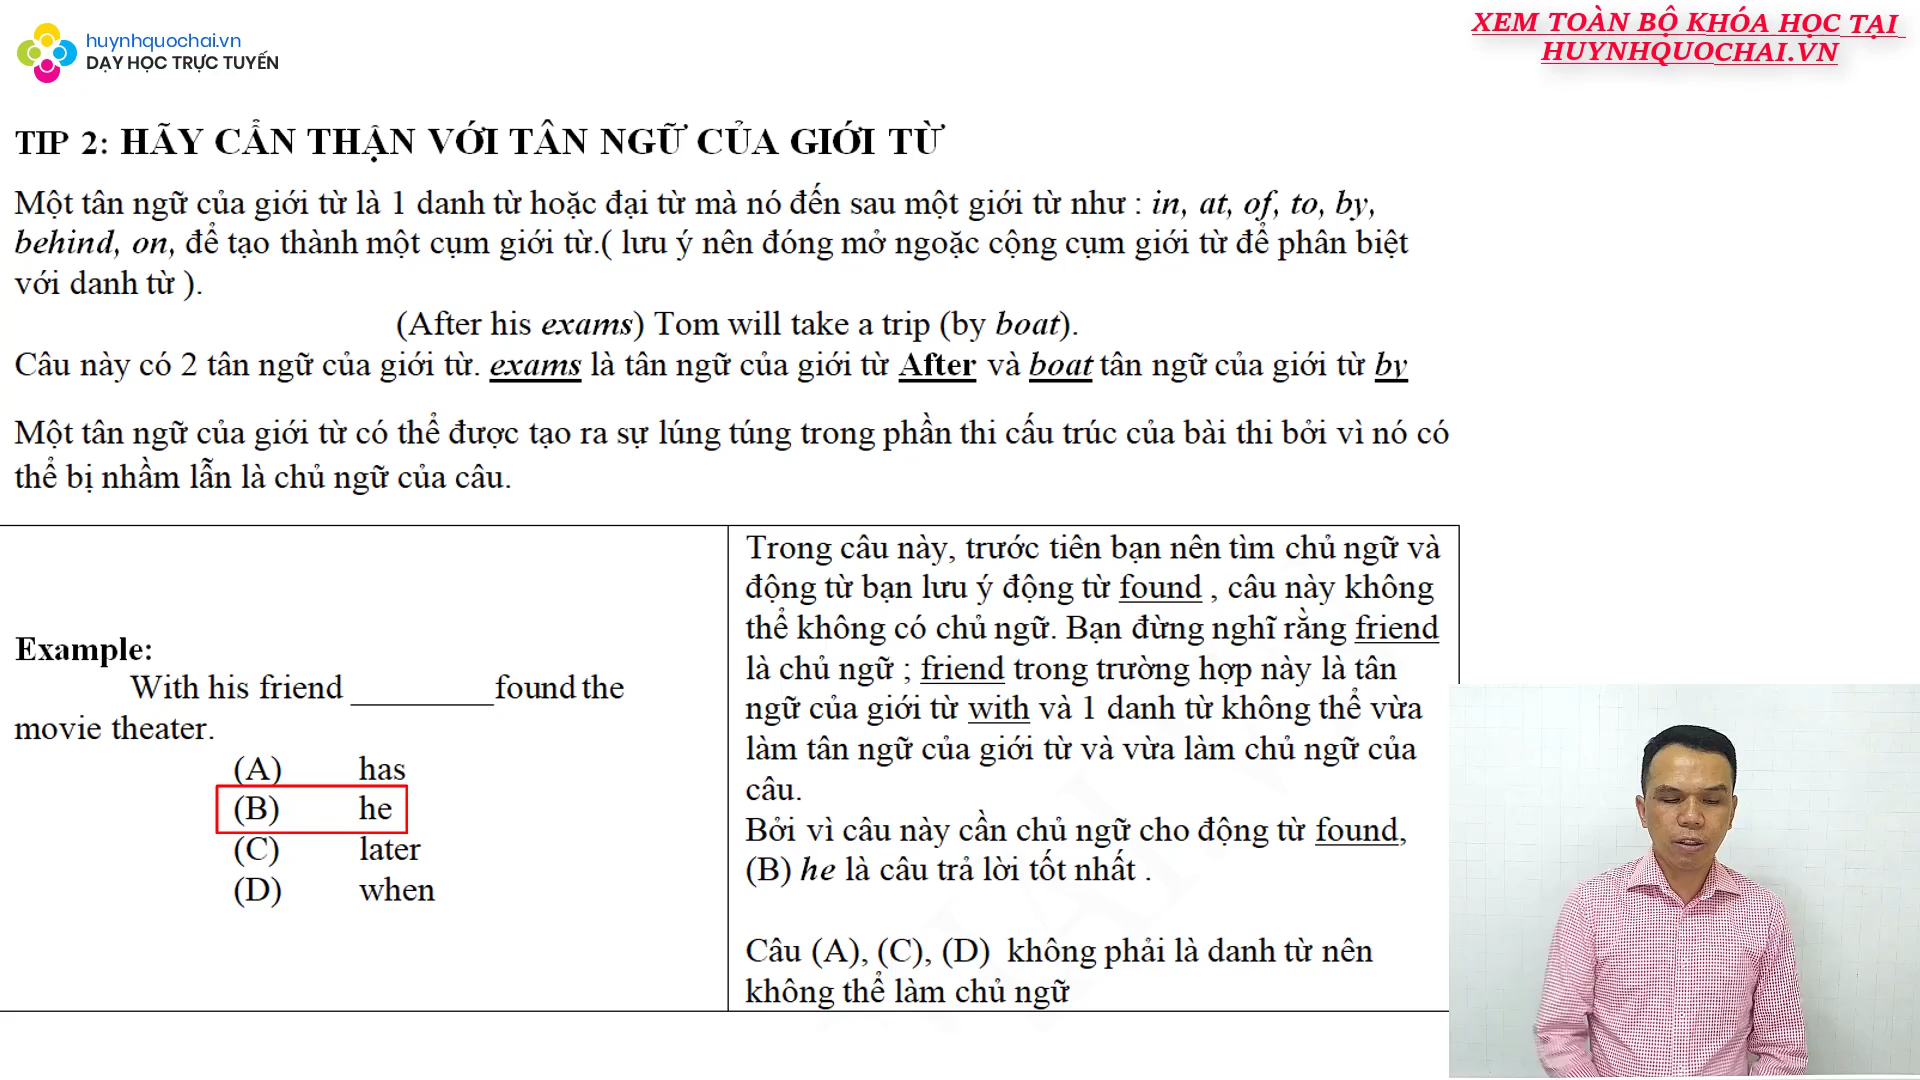 huynhquochai.vn
DẠY HỌC TRỰC TUYẾN
XEM TOÀN BỘ KHÓA HỌC TẠI
HUYNHQUOCHAI.VN
TIP 2: HÃY CẨN THẬN VỚI TÂN NGỮ CỦA GIỚI TỪ
Một tân ngữ của giới từ là 1 danh từ hoặc đại từ mà nó đến sau một giới từ như : in, at, of, to, by,
behind, on, để tạo thành một cụm giới từ.( lưu ý nên đóng mở ngoặc cộng cụm giới từ để phân biệt
với danh từ ).
(After his exams) Tom will take a trip (by boat).
Câu này có 2 tân ngữ của giới từ. exams là tân ngữ của giới từ After và boat tân ngữ của giới từ by
Một tân ngữ của giới từ có thể được tạo ra sự lúng túng trong phần thi cấu trúc của bài thi bởi vì nó có
thể bị nhầm lẫn là chủ ngữ của câu.
Example:
With his friend _________ found the
movie theater.
(A) has
(B) he
(C) later
(D) when
Trong câu này, trước tiên bạn nên tìm chủ ngữ và
động từ bạn lưu ý động từ found , câu này không
thể không có chủ ngữ. Bạn đừng nghĩ rằng friend
là chủ ngữ ; friend trong trường hợp này là tân
ngữ của giới từ with và 1 danh từ không thể vừa
làm tân ngữ của giới từ và vừa làm chủ ngữ của
câu.
Bởi vì câu này cần chủ ngữ cho động từ found,
(B) he là câu trả lời tốt nhất .
Câu (A), (C), (D) không phải là danh từ nên
không thể làm chủ ngữ